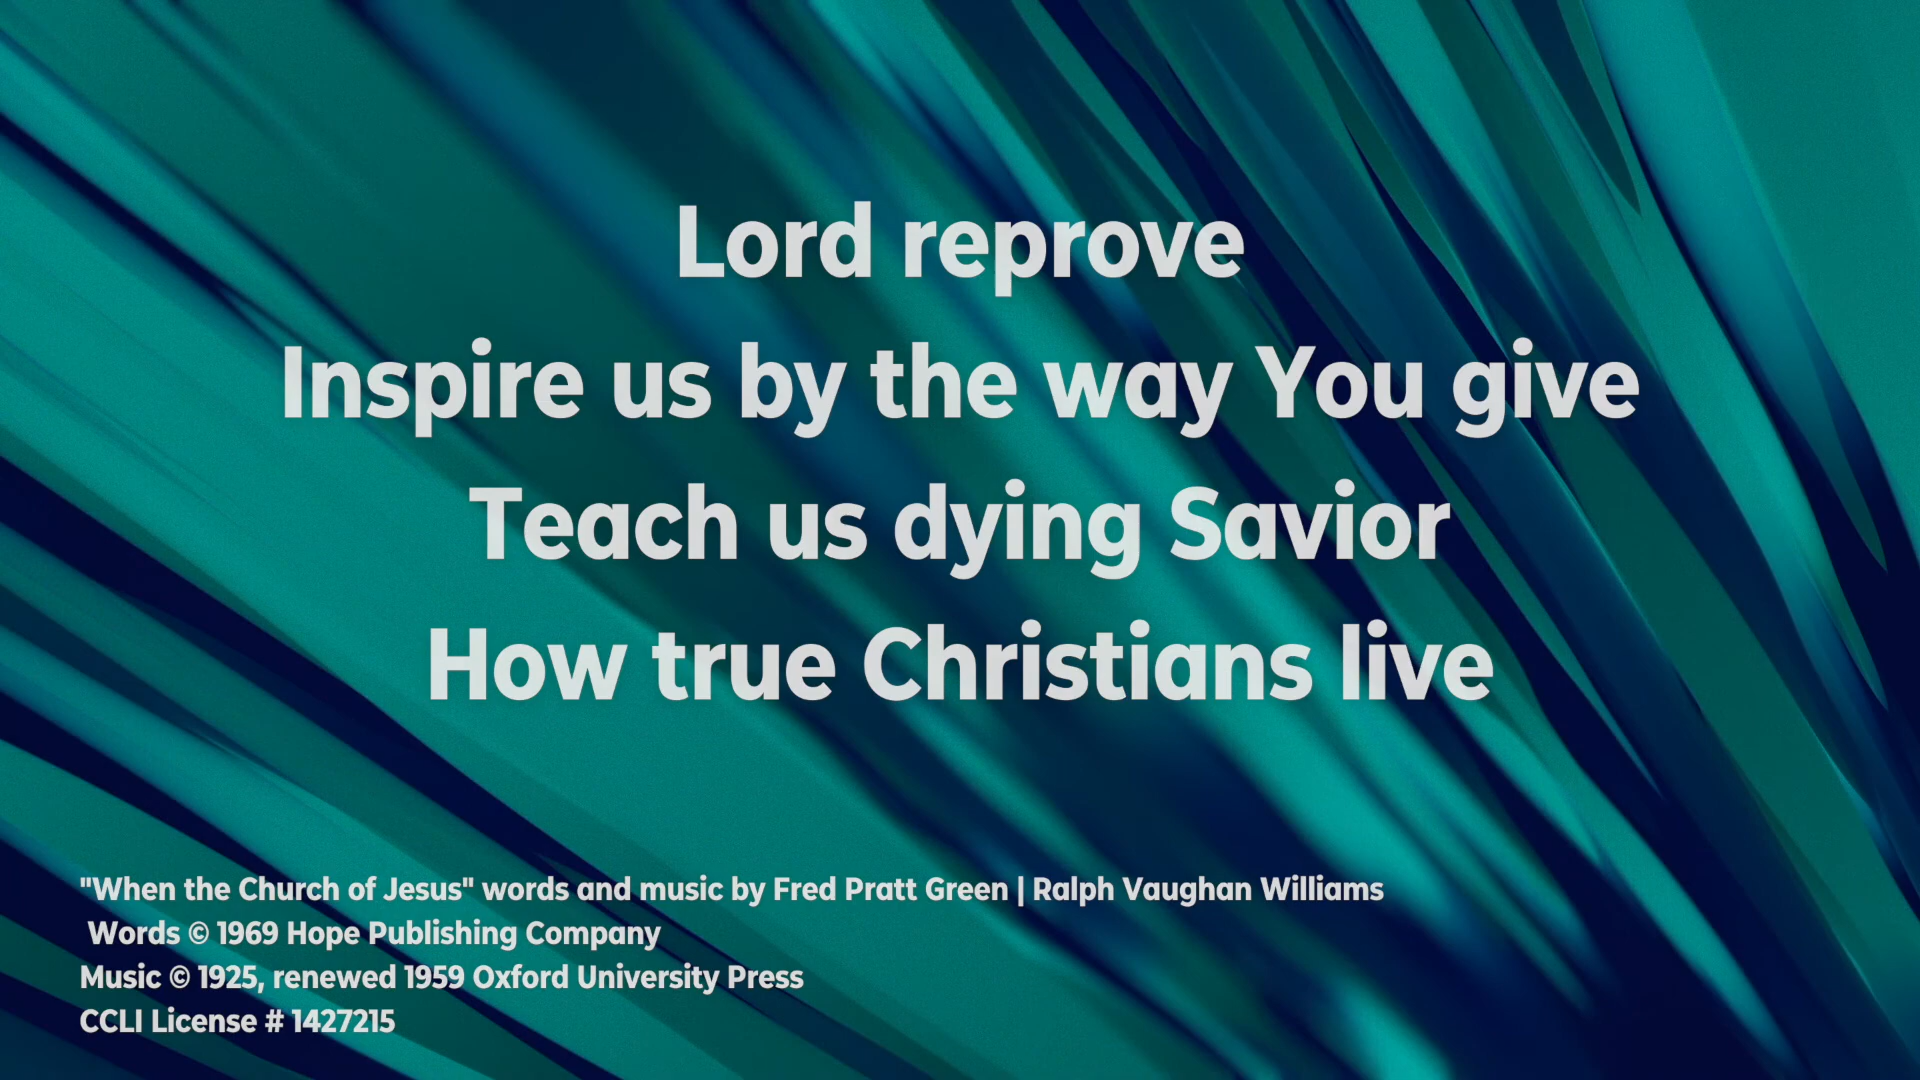 Lord reprove
Inspire us by the way You give
Teach us dying Savior
How true Christians live
"When the Church of Jesus" words and music by Fred Pratt Green | Ralph Vaughan Williams
Words © 1969 Hope Publishing Company
Music © 1925, renewed 1959 Oxford University Press
CCLI License # 1427215